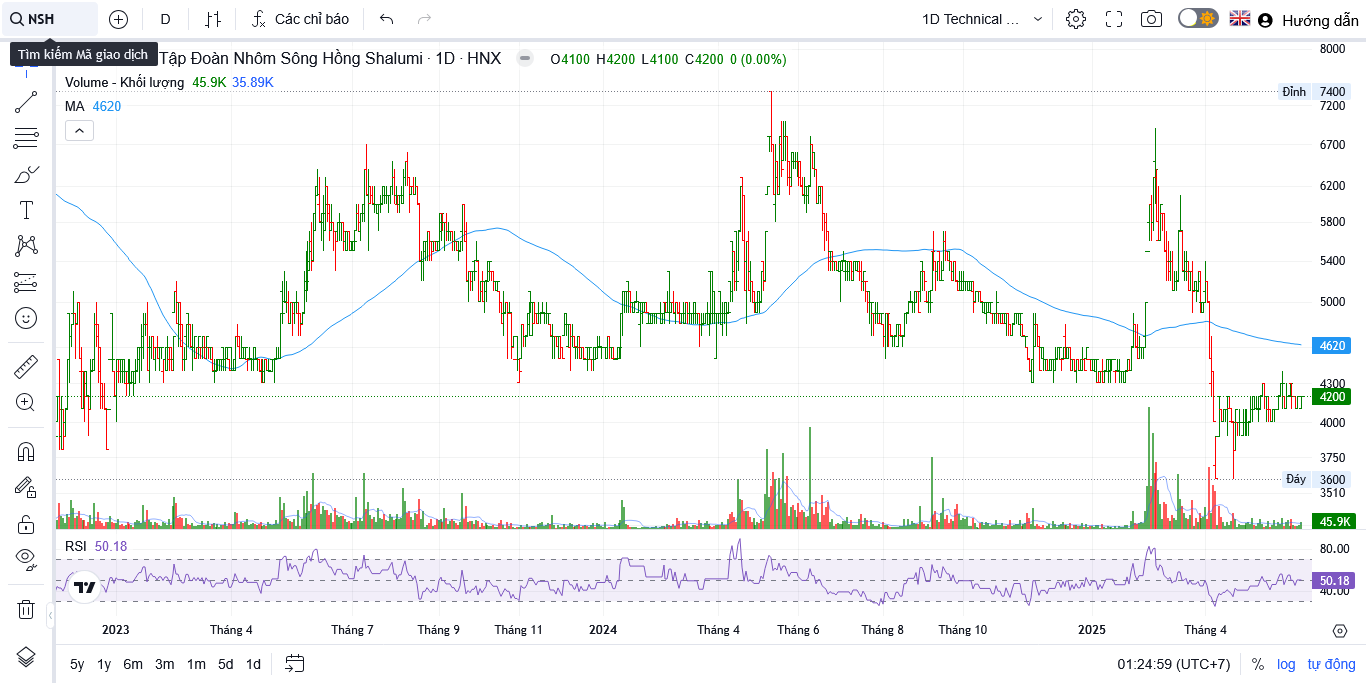 NSH
D
Các chỉ báo
1D Technical ...
Hướng dẫn
Tìm kiếm Mã giao dịch
Tập Đoàn Nhôm Sông Hồng Shalumi · 1D · HNX
O4100 H4200 L4100 C4200 0 (0.00%)
Volume - Khối lượng 45.9K 35.89K
MA 4620
8000
Đỉnh 7400
7200
6700
6200
5800
5400
5000
4620
4300
4200
4000
3750
Đáy 3600
3510
45.9K
RSI 50.18
80.00
50.18
40.00
2023 Tháng 4 Tháng 7 Tháng 9 Tháng 11 2024 Tháng 4 Tháng 6 Tháng 8 Tháng 10 2025 Tháng 4
5y 1y 6m 3m 1m 5d 1d
01:24:59 (UTC+7) % log tự động